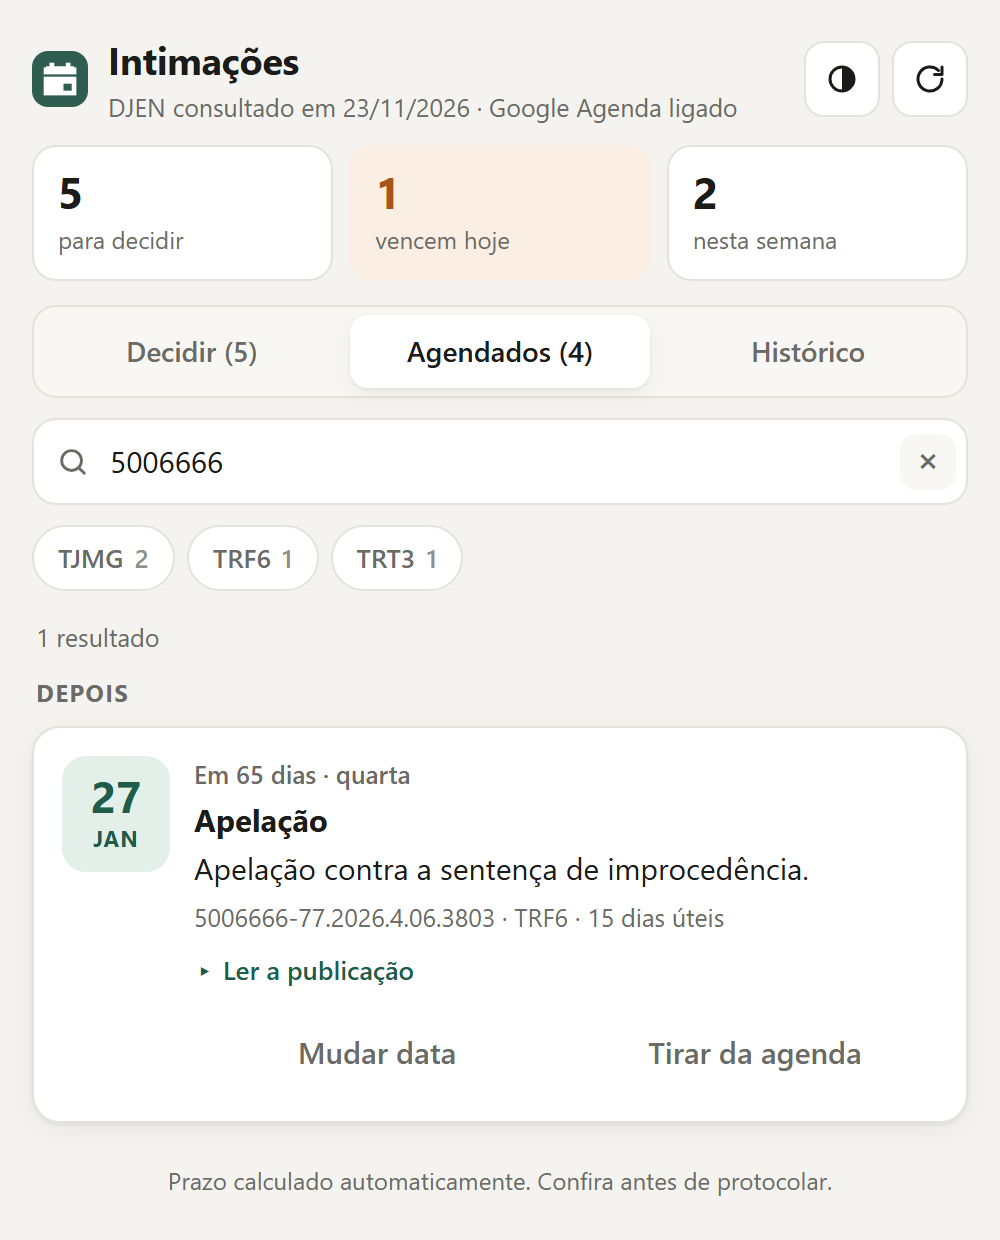 Intimações
DJEN consultado em 23/11/2026 · Google Agenda ligado
5
para decidir
1
vencem hoje
2
nesta semana
Decidir (5)
Agendados (4)
Histórico
5006666
TJMG 2
TRF6 1
TRT3 1
1 resultado
DEPOIS
27
JAN
Em 65 dias · quarta
Apelação
Apelação contra a sentença de improcedência.
5006666-77.2026.4.06.3803 · TRF6 · 15 dias úteis
Ler a publicação
Mudar data
Tirar da agenda
Prazo calculado automaticamente. Confira antes de protocolar.